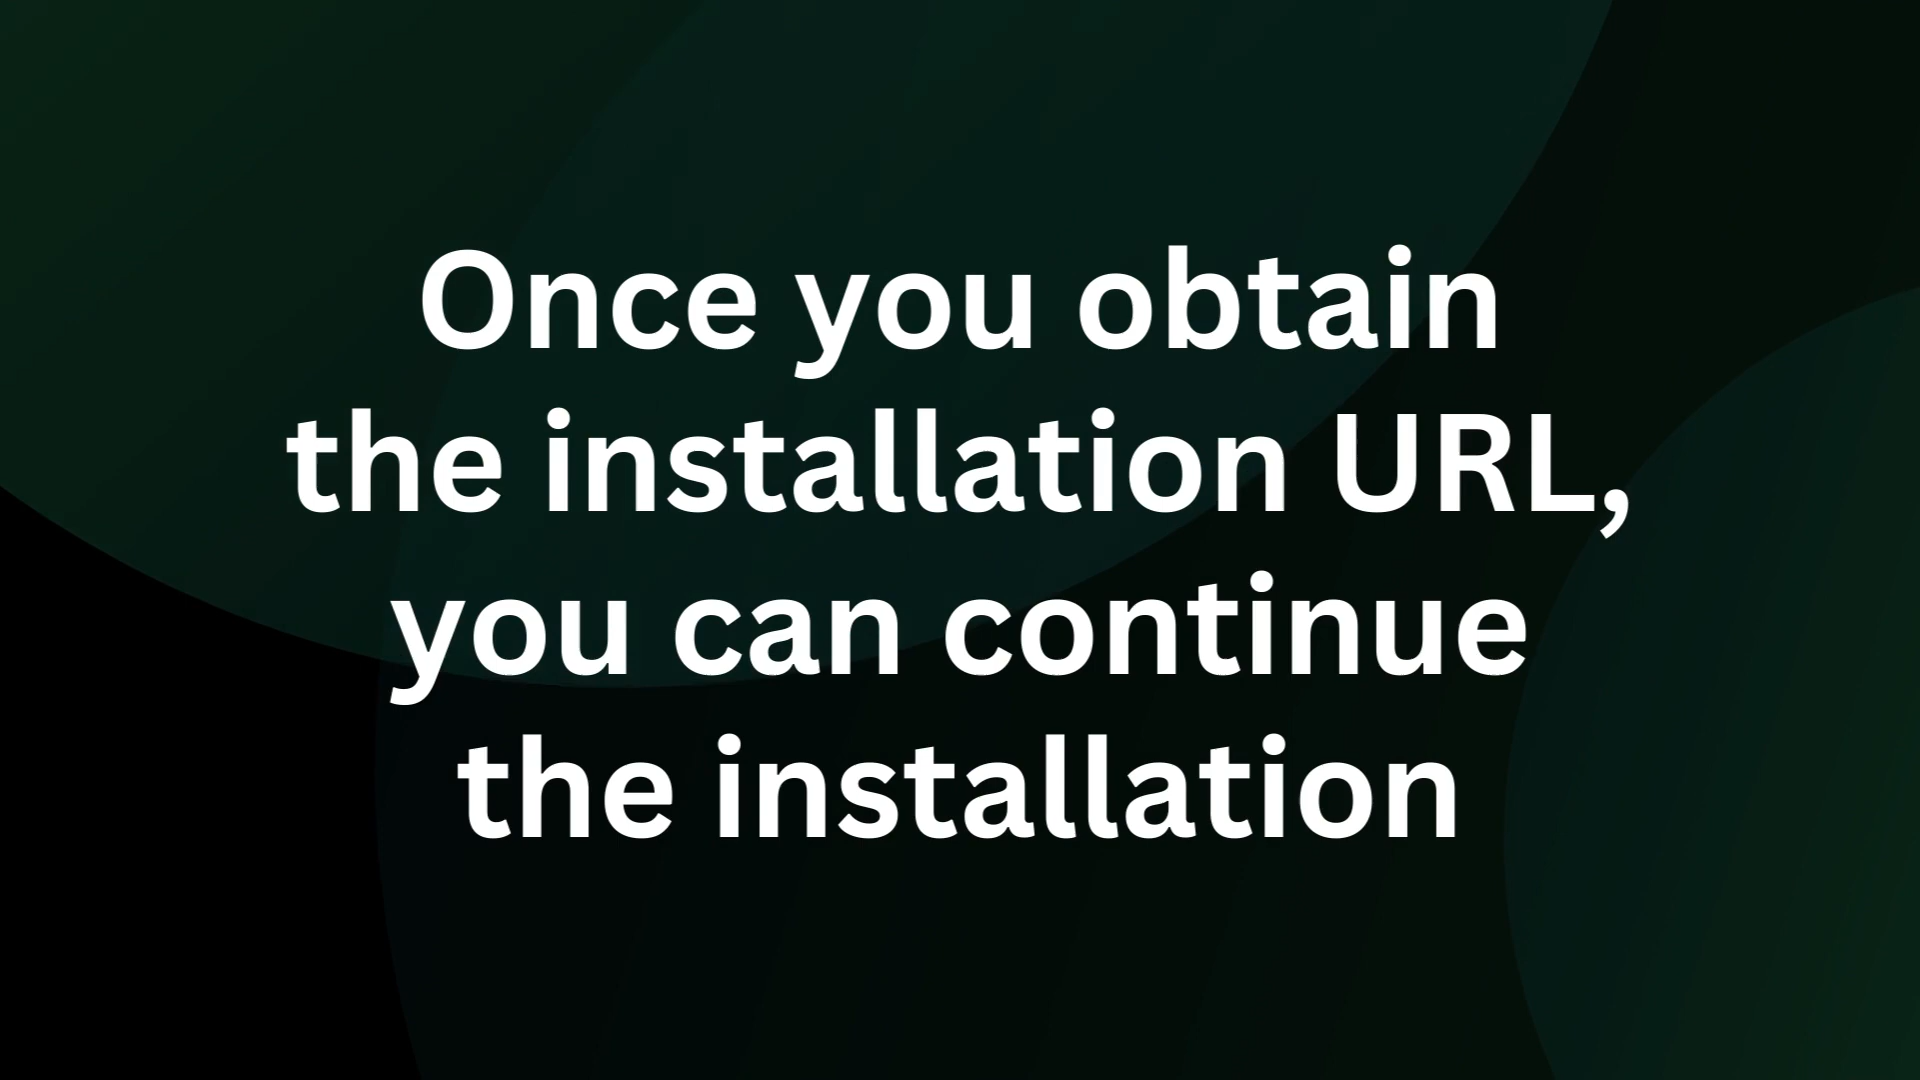 Once you obtain
the installation URL,
you can continue
the installation